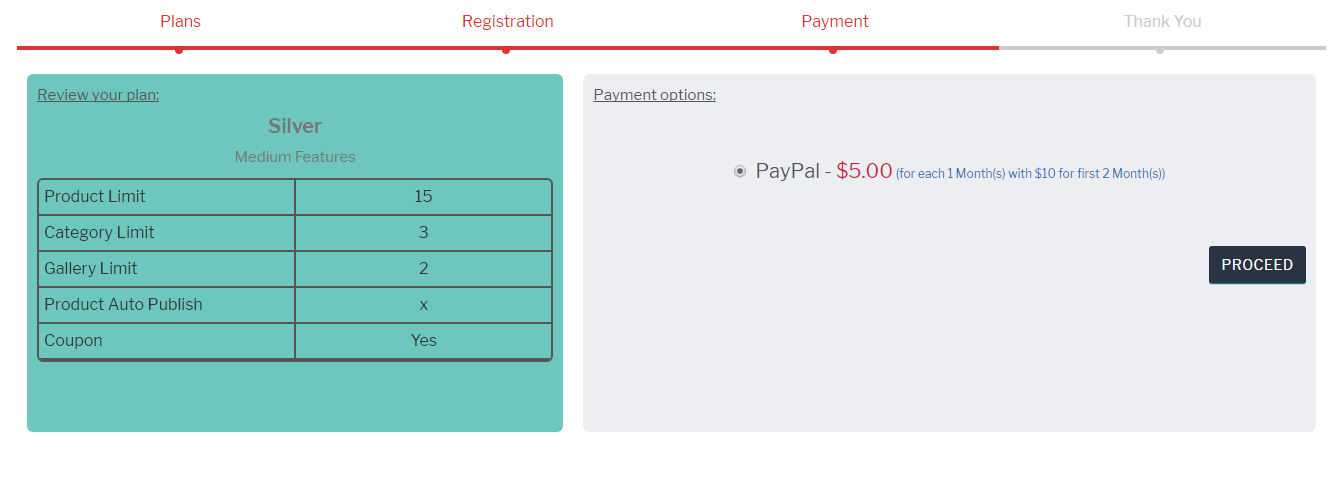 Plans Registration Payment Thank You
Review your plan:
Silver
Medium Features
Product Limit 15
Category Limit 3
Gallery Limit 2
Product Auto Publish x
Coupon Yes
Payment options:
PayPal - $5.00 (for each 1 Month(s) with $10 for first 2 Month(s))
PROCEED